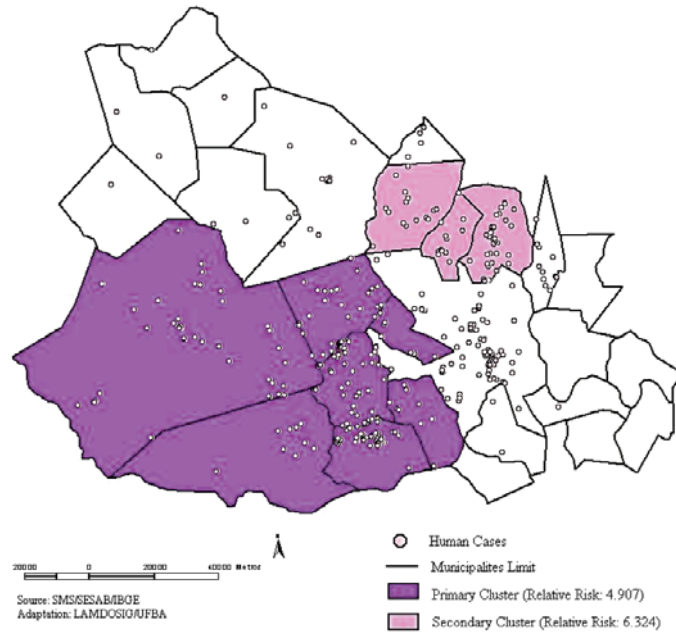 Human Cases
20000 0 20000 40000 Metros
Municipalites Limit
Primary Cluster (Relative Risk: 4.907)
Source: SMS/SESAB/IBGE
Adaptation: LAMDOSIG/UFBA
Secondary Cluster (Relative Risk: 6.324)